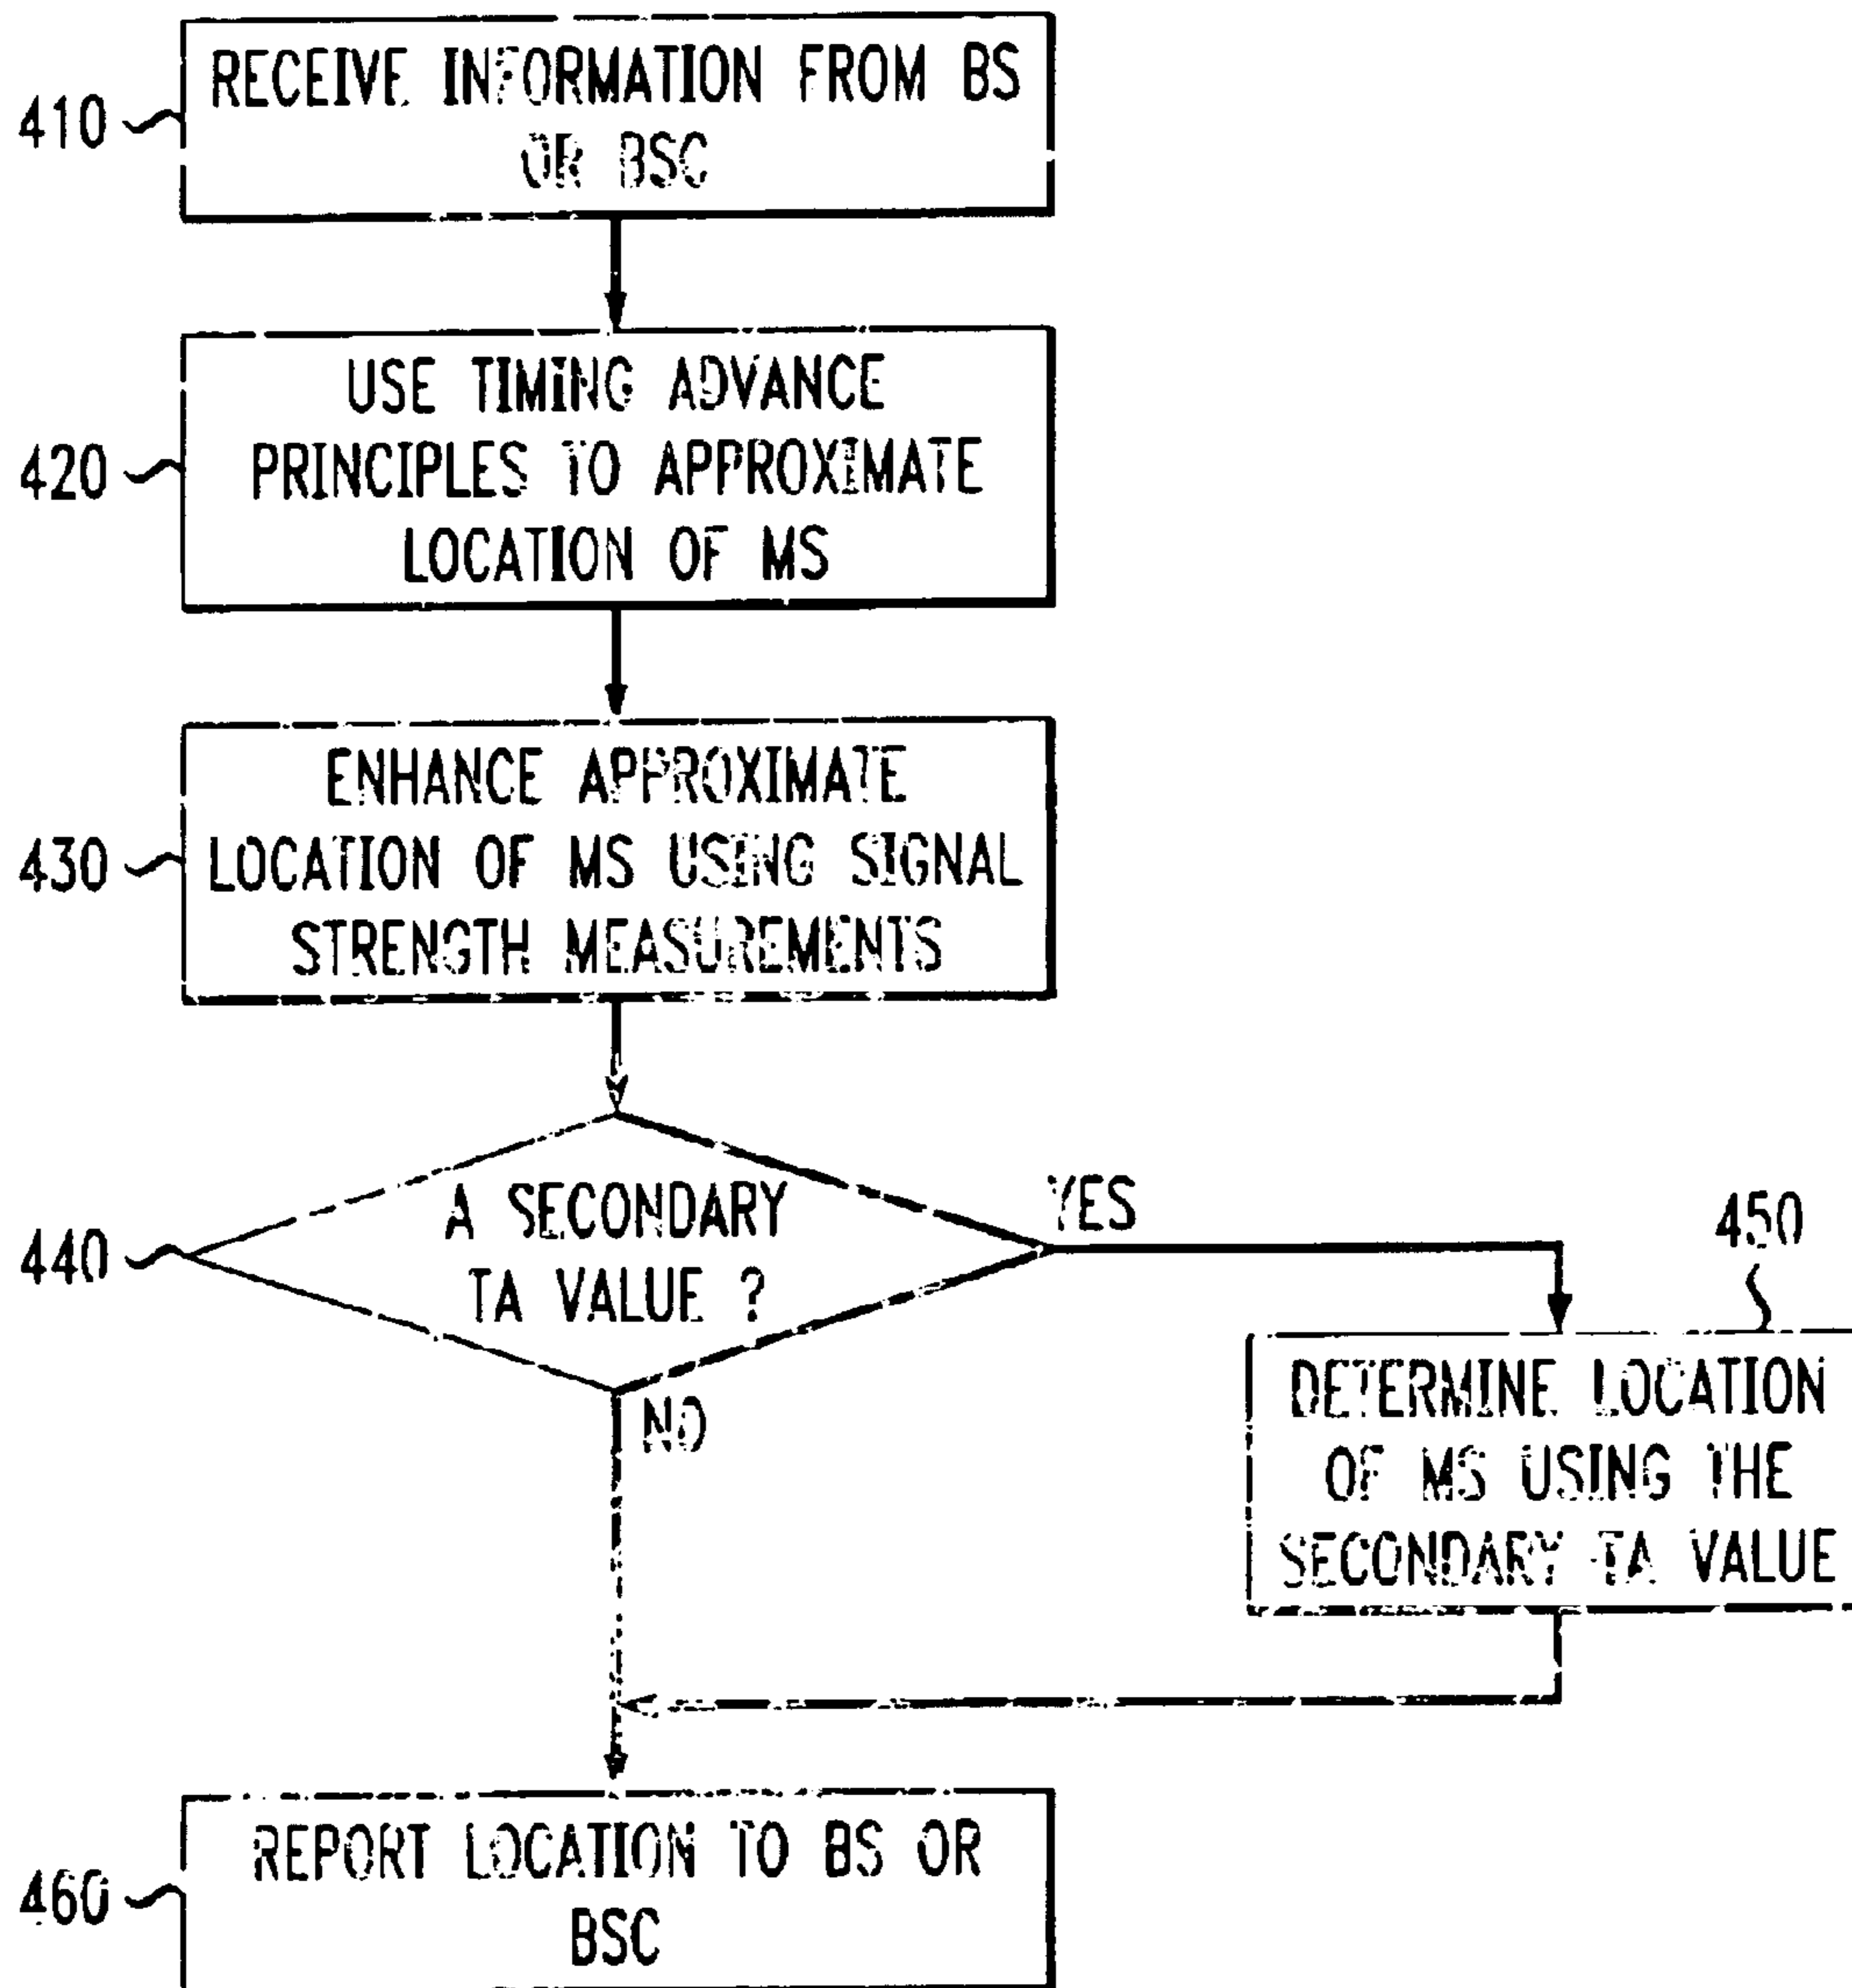 410
RECEIVE INFORMATION FROM BS
OR BSC
420
USE TIMING ADVANCE
PRINCIPLES TO APPROXIMATE
LOCATION OF MS
430
ENHANCE APPROXIMATE
LOCATION OF MS USING SIGNAL
STRENGTH MEASUREMENTS
440
A SECONDARY
TA VALUE ?
YES
NO
450
DETERMINE LOCATION
OF MS USING THE
SECONDARY TA VALUE
460
REPORT LOCATION TO BS OR
BSC